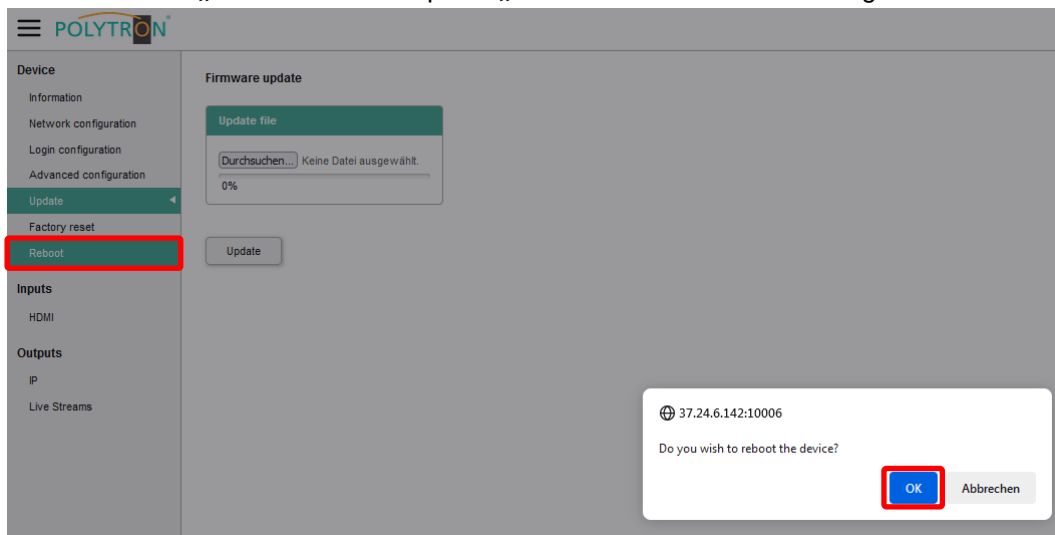 POLYTRON
Device
Information
Network configuration
Login configuration
Advanced configuration
Update
Factory reset
Reboot
Inputs
HDMI
Outputs
IP
Live Streams
Firmware update
Update file
Durchsuchen... Keine Datei ausgewählt.
0%
Update
37.24.6.142:10006
Do you wish to reboot the device?
OK Abbrechen